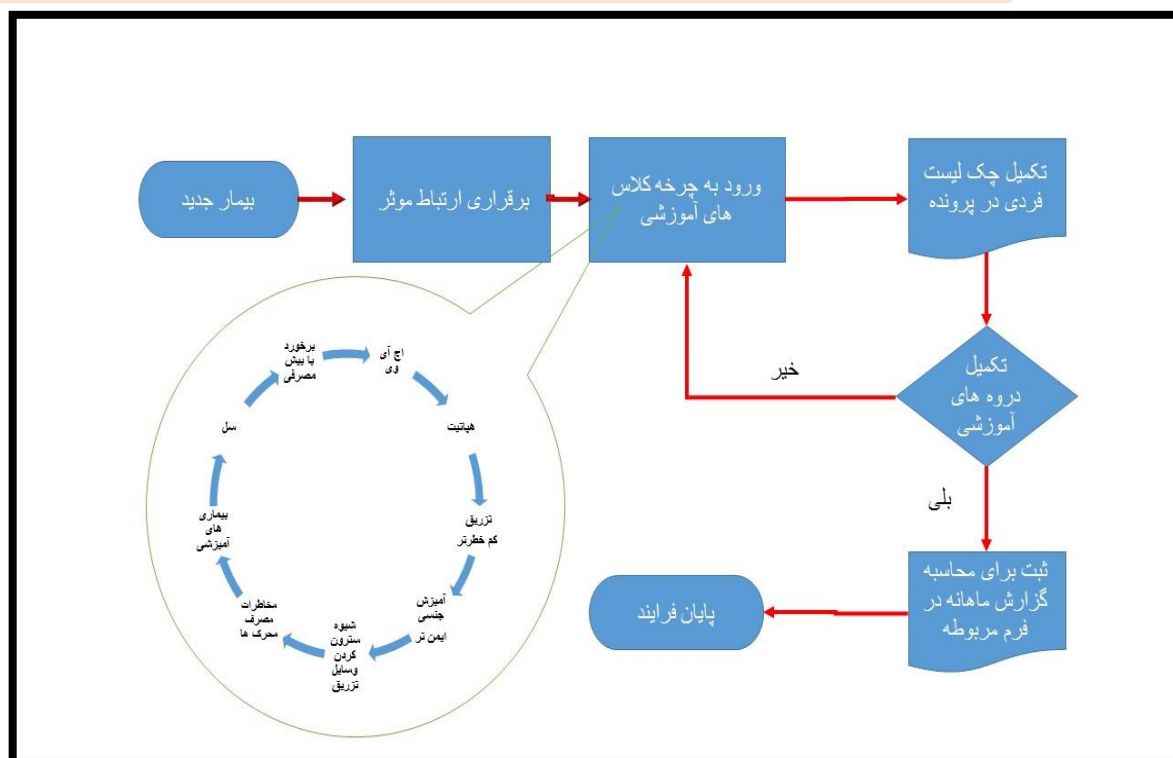 بیمار جدید
برقراری ارتباط موثر
ورود به چرخه کلاس
های آموزشی
تکمیل چک لیست
فردی در پرونده
تکمیل
دروه های
آموزشی
خیر
بلی
ثبت برای محاسبه
گزارش ماهانه در
فرم مربوطه
پایان فرایند
اچ آی
وی
هپاتیت
تزریق
کم خطرتر
آمیزش
جنسی
ایمن تر
شیوه
سترون
کردن
وسایل
تزریق
مخاطرات
مصرف
محرک ها
بیماری
های
آمیزشی
سل
برخورد
با بیش
مصرفی